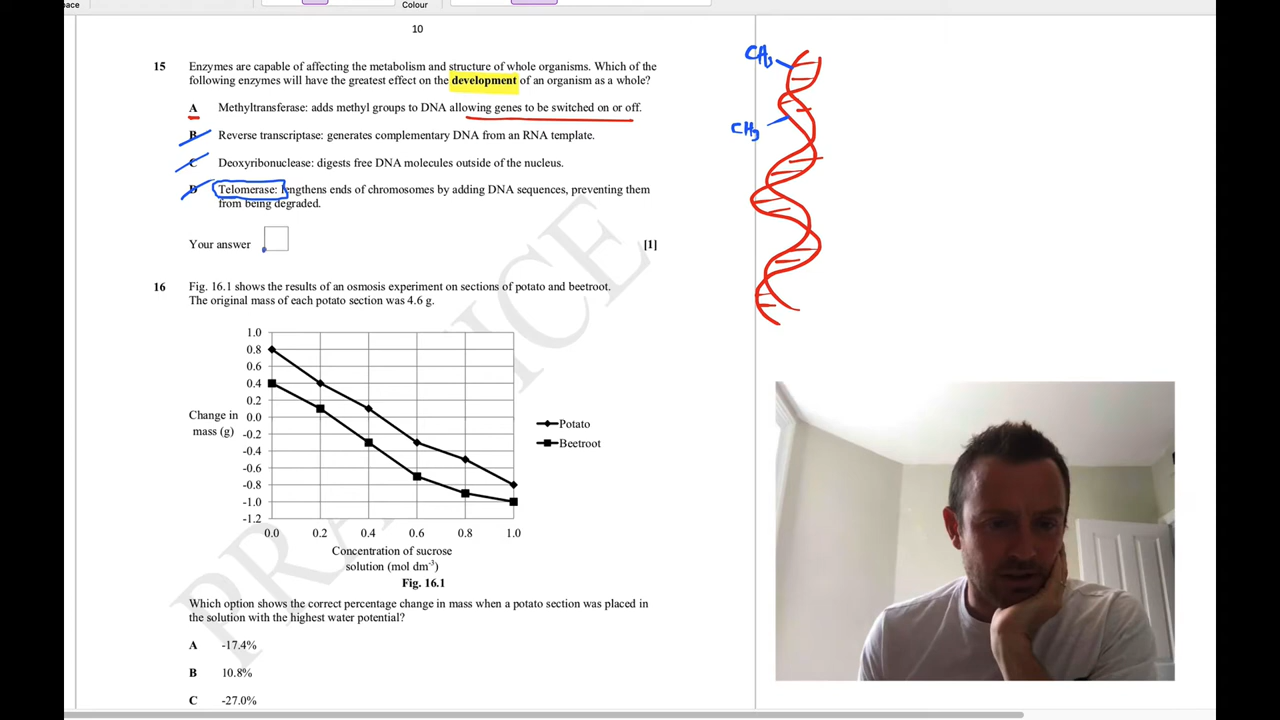 pace
Colour
10
15 Enzymes are capable of affecting the metabolism and structure of whole organisms. Which of the
following enzymes will have the greatest effect on the development of an organism as a whole?
A Methyltransferase: adds methyl groups to DNA allowing genes to be switched on or off.
B Reverse transcriptase: generates complementary DNA from an RNA template.
C Deoxyribonuclease: digests free DNA molecules outside of the nucleus.
D Telomerase: lengthens ends of chromosomes by adding DNA sequences, preventing them
from being degraded.
Your answer [1]
CH3
CH3
16 Fig. 16.1 shows the results of an osmosis experiment on sections of potato and beetroot.
The original mass of each potato section was 4.6 g.
1.0
0.8
0.6
0.4
0.2
0.0
-0.2
-0.4
-0.6
-0.8
-1.0
-1.2
Change in
mass (g)
Potato
Beetroot
0.0 0.2 0.4 0.6 0.8 1.0
Concentration of sucrose
solution (mol dm-3)
Fig. 16.1
Which option shows the correct percentage change in mass when a potato section was placed in
the solution with the highest water potential?
A -17.4%
B 10.8%
C -27.0%
PRACTICE